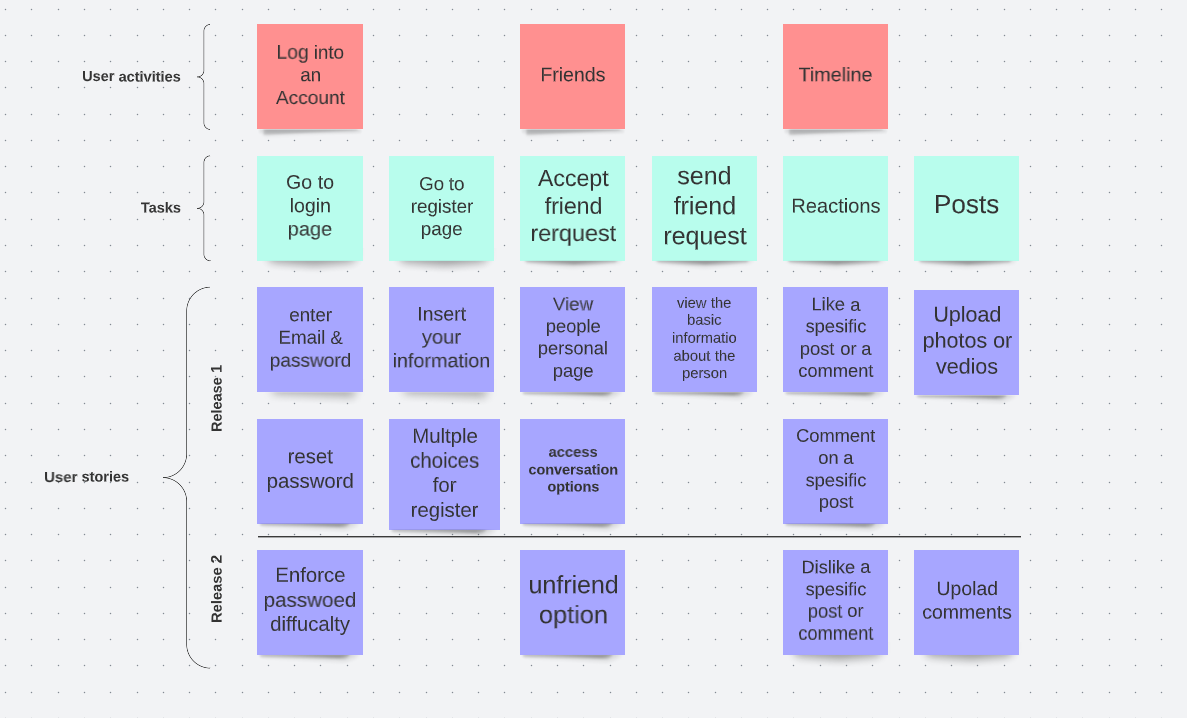 User activities
Log into
an
Account
Friends
Timeline
Tasks
Go to
login
page
Go to
register
page
Accept
friend
rerquest
send
friend
request
Reactions
Posts
User stories
Release 1
enter
Email &
password
Insert
your
information
View
people
personal
page
view the
basic
informatio
about the
person
Like a
spesific
post or a
comment
Upload
photos or
vedios
reset
password
Multple
choices
for
register
access
conversation
options
Comment
on a
spesific
post
Release 2
Enforce
passwoed
diffucalty
unfriend
option
Dislike a
spesific
post or
comment
Upolad
comments